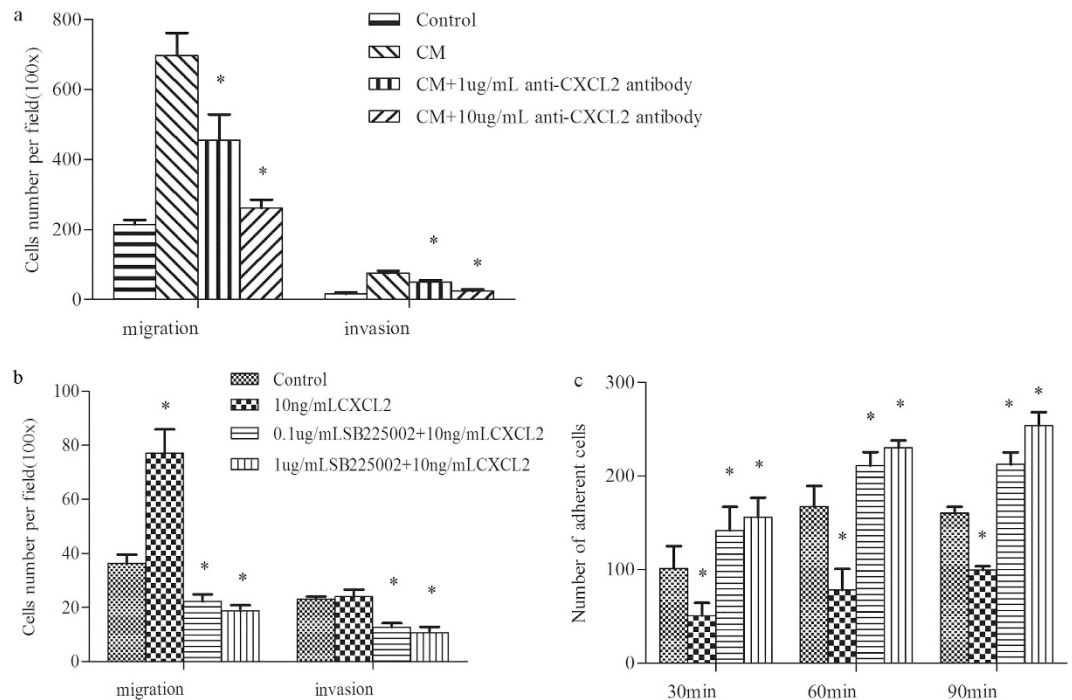 a
Cells number per field(100x)
800
600
400
200
0
Control
CM
CM+1ug/mL anti-CXCL2 antibody
CM+10ug/mL anti-CXCL2 antibody
*
*
*
*
migration
invasion
b
Cells number per field(100x)
100
80
60
40
20
0
Control
10ng/mLCXCL2
0.1ug/mLSB225002+10ng/mLCXCL2
1ug/mLSB225002+10ng/mLCXCL2
*
*
*
*
*
migration
invasion
c
Number of adherent cells
300
200
100
0
*
*
*
*
*
*
*
*
*
30min
60min
90min